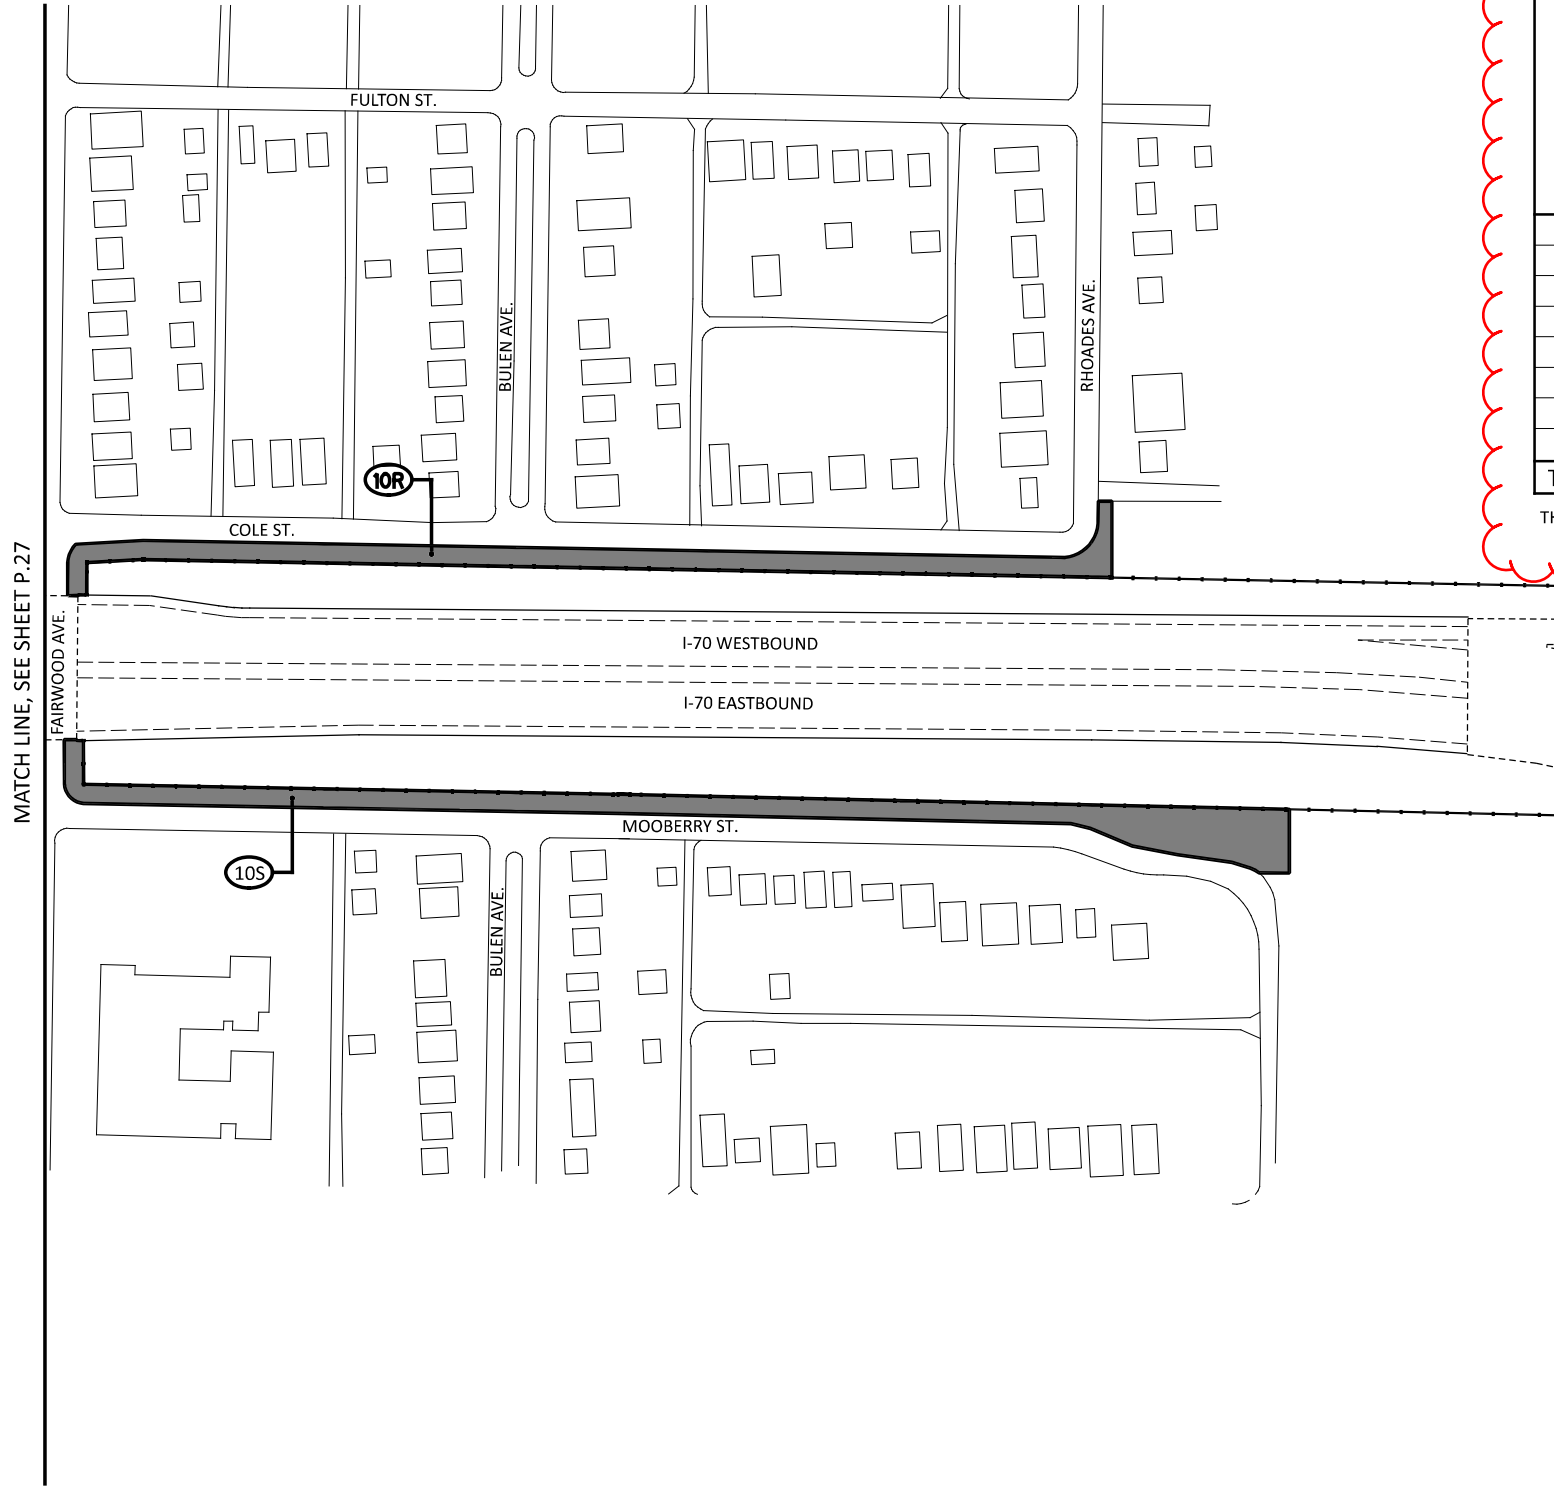 FULTON ST.
BULEN AVE.
RHOADES AVE.
10R
COLE ST.
MATCH LINE, SEE SHEET P.27
FAIRWOOD AVE.
I-70 WESTBOUND
I-70 EASTBOUND
MOOBERRY ST.
10S
BULEN AVE.